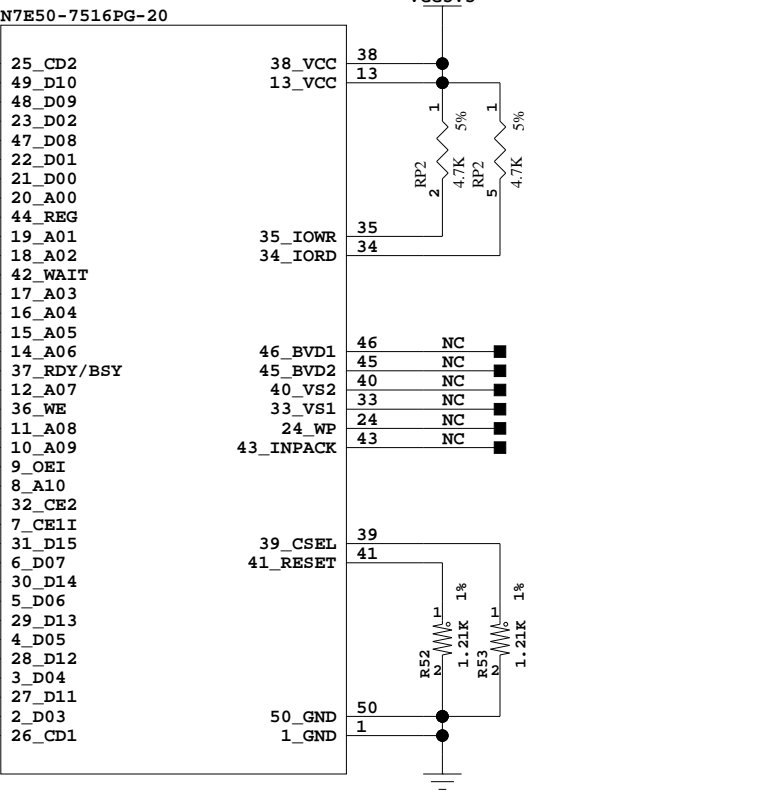 N7E50-7516PG-20
25_CD2 38_VCC 38
49_D10 13_VCC 13
48_D09
23_D02
47_D08
22_D01
21_D00
20_A00
44_REG
1 5% 1 5%
RP2 4.7K RP2 4.7K
2 5
19_A01 35_IOWR 35
18_A02 34_IORD 34
42_WAIT
17_A03
16_A04
15_A05
14_A06 46_BVD1 46 NC
37_RDY/BSY 45_BVD2 45 NC
12_A07 40_VS2 40 NC
36_WE 33_VS1 33 NC
11_A08 24_WP 24 NC
10_A09 43_INPACK 43 NC
9_OEI
8_A10
32_CE2
7_CE1I
31_D15 39_CSEL 39
6_D07 41_RESET 41
30_D14
5_D06
29_D13
4_D05
28_D12
3_D04
27_D11
1 1% 1 1%
R52 1.21K R53 1.21K
2 2
2_D03 50_GND 50
26_CD1 1_GND 1